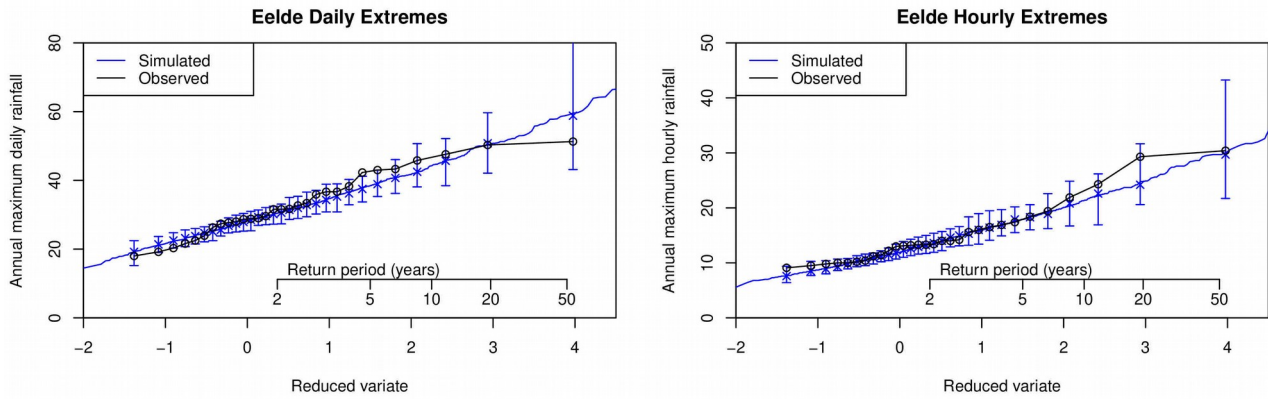 Eelde Daily Extremes
Simulated
Observed
Annual maximum daily rainfall
80
60
40
20
0
Return period (years)
2 5 10 20 50
−2 −1 0 1 2 3 4
Reduced variate
Eelde Hourly Extremes
Simulated
Observed
Annual maximum hourly rainfall
50
40
30
20
10
0
Return period (years)
2 5 10 20 50
−2 −1 0 1 2 3 4
Reduced variate